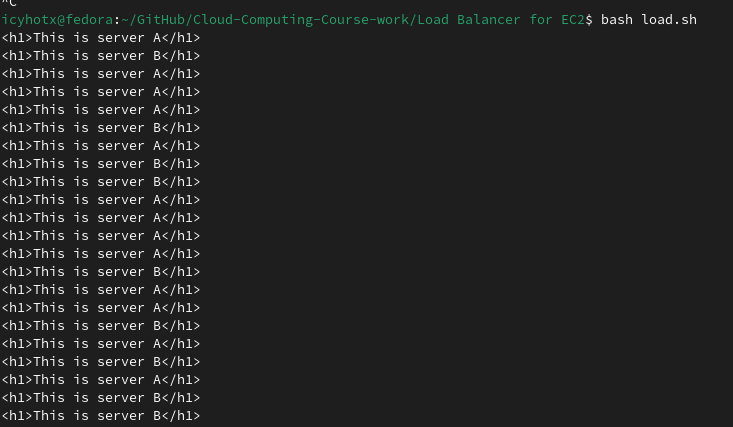 ^C
icyhotx@fedora:~/GitHub/Cloud-Computing-Course-work/Load Balancer for EC2$ bash load.sh
<h1>This is server A</h1>
<h1>This is server B</h1>
<h1>This is server A</h1>
<h1>This is server A</h1>
<h1>This is server A</h1>
<h1>This is server B</h1>
<h1>This is server A</h1>
<h1>This is server B</h1>
<h1>This is server B</h1>
<h1>This is server A</h1>
<h1>This is server A</h1>
<h1>This is server A</h1>
<h1>This is server A</h1>
<h1>This is server B</h1>
<h1>This is server A</h1>
<h1>This is server A</h1>
<h1>This is server B</h1>
<h1>This is server A</h1>
<h1>This is server B</h1>
<h1>This is server A</h1>
<h1>This is server B</h1>
<h1>This is server B</h1>